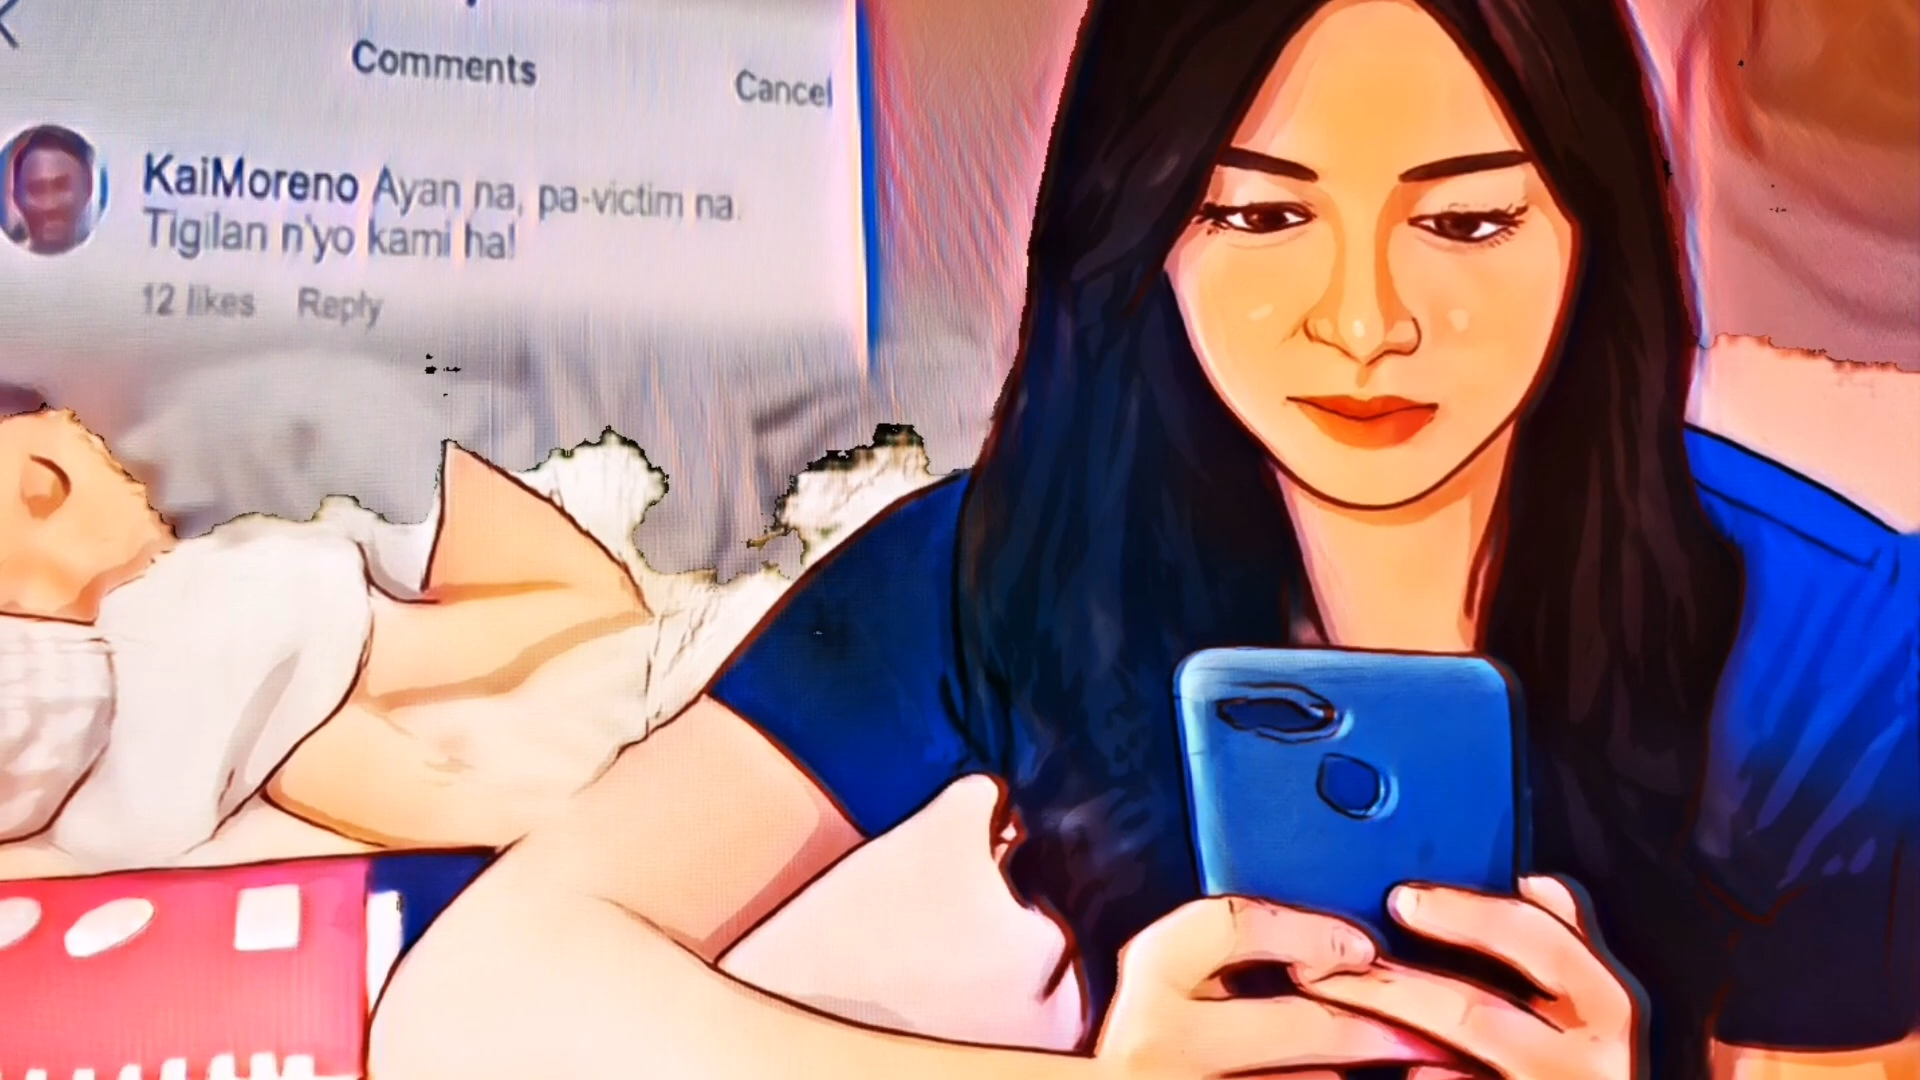 Comments
Cancel
KaiMoreno Ayan na, pa-victim na.
Tigilan n'yo kami ha!
12 likes Reply